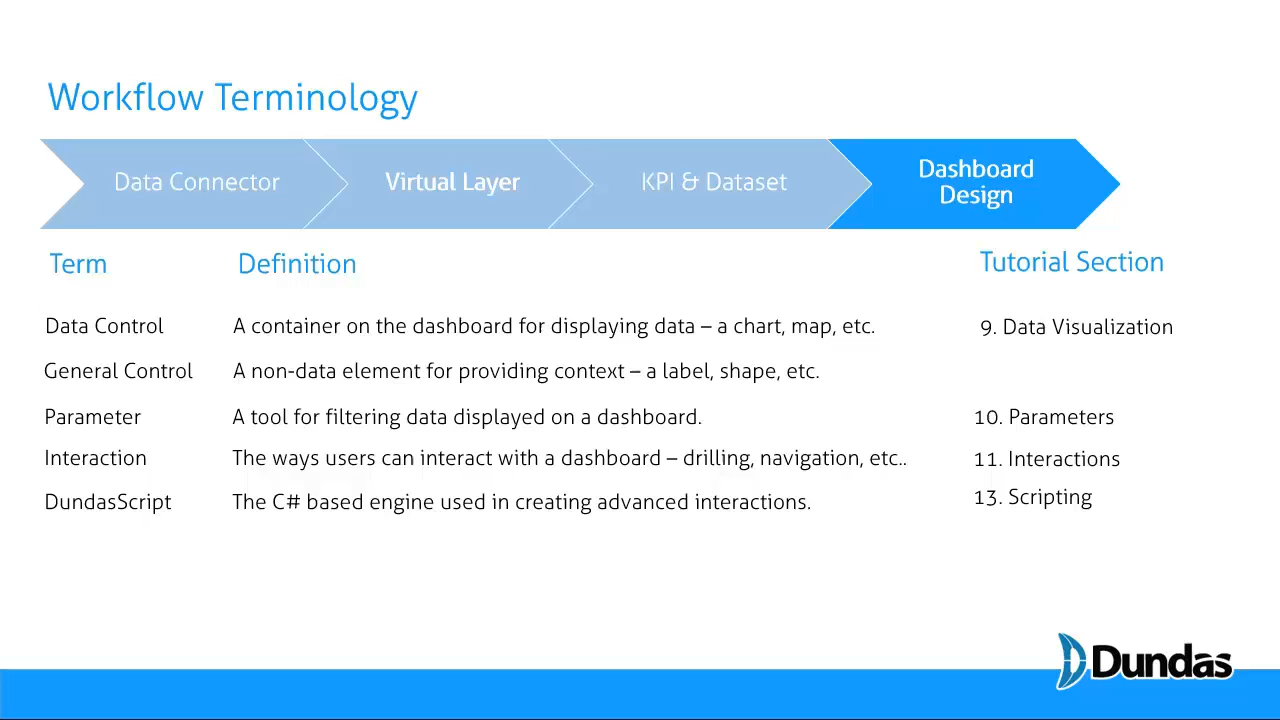 Workflow Terminology
Data Connector
Virtual Layer
KPI & Dataset
Dashboard
Design
Term Definition Tutorial Section
Data Control A container on the dashboard for displaying data – a chart, map, etc. 9. Data Visualization
General Control A non-data element for providing context – a label, shape, etc.
Parameter A tool for filtering data displayed on a dashboard. 10. Parameters
Interaction The ways users can interact with a dashboard – drilling, navigation, etc.. 11. Interactions
DundasScript The C# based engine used in creating advanced interactions. 13. Scripting
Dundas